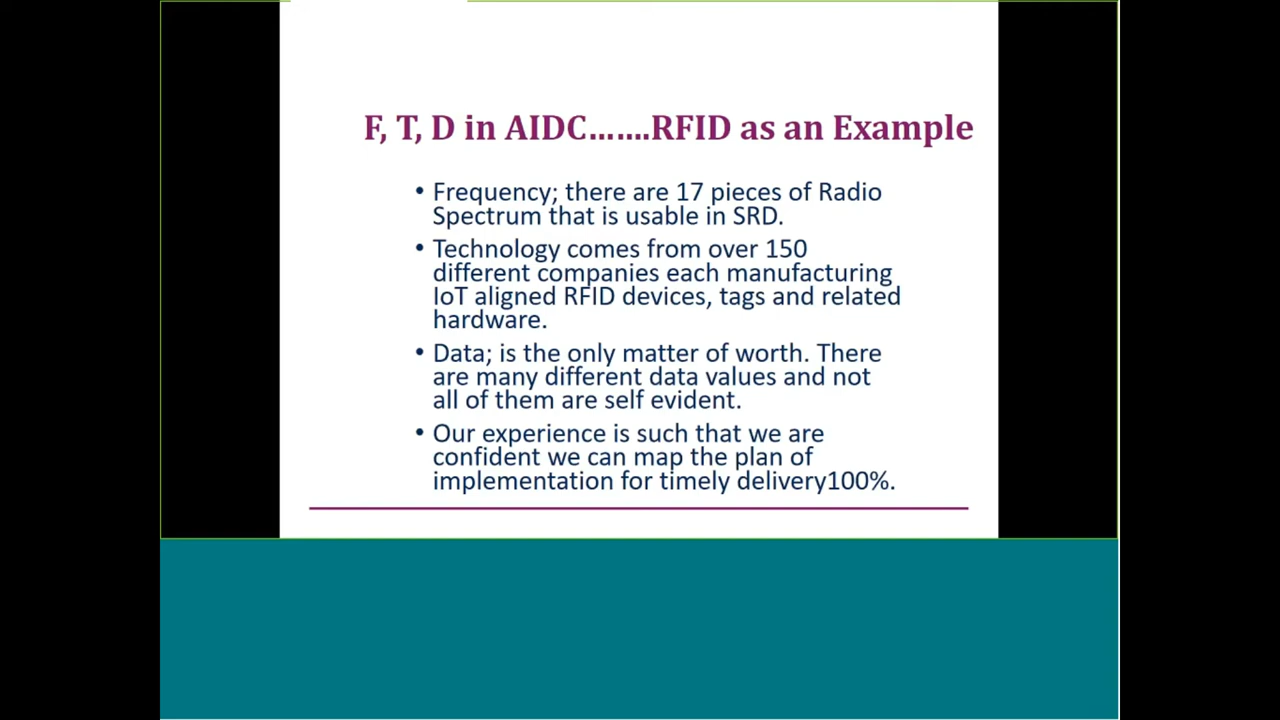 F, T, D in AIDC.......RFID as an Example
• Frequency; there are 17 pieces of Radio
Spectrum that is usable in SRD.
• Technology comes from over 150
different companies each manufacturing
IoT aligned RFID devices, tags and related
hardware.
• Data; is the only matter of worth. There
are many different data values and not
all of them are self evident.
• Our experience is such that we are
confident we can map the plan of
implementation for timely delivery100%.